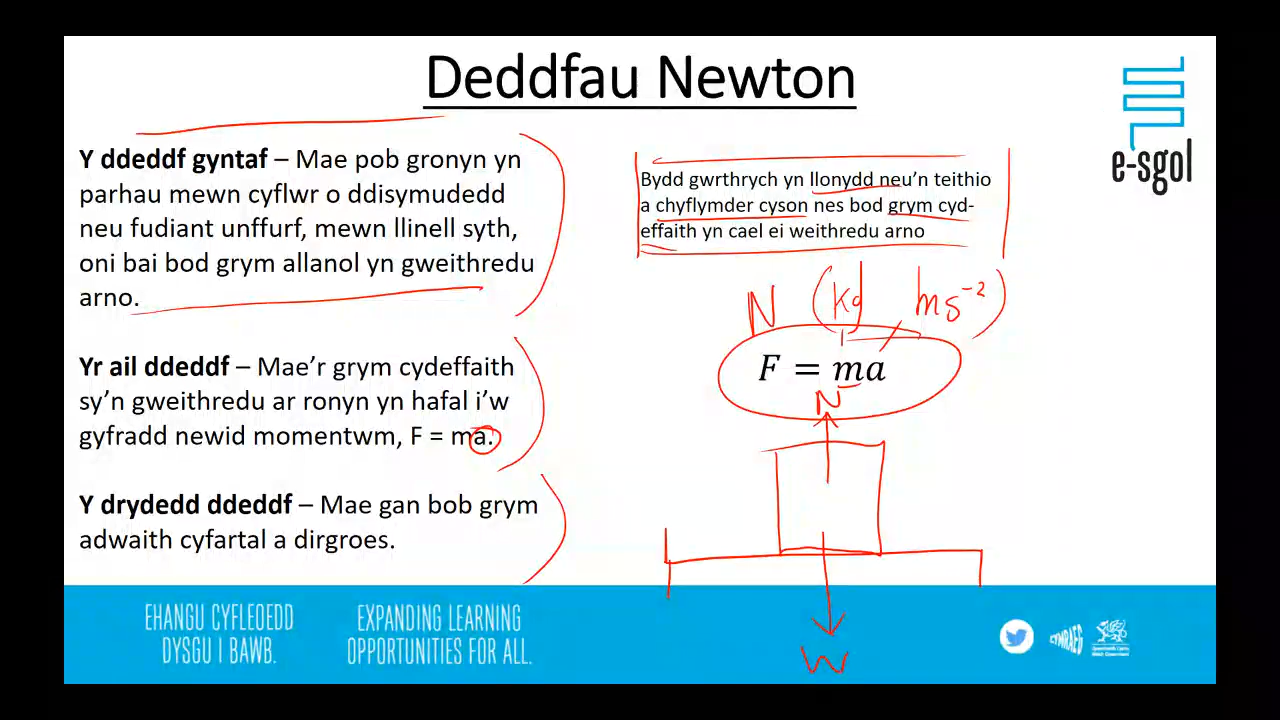 Deddfau Newton
e-sgol
Y ddeddf gyntaf – Mae pob gronyn yn
parhau mewn cyflwr o ddisymudedd
neu fudiant unffurf, mewn llinell syth,
oni bai bod grym allanol yn gweithredu
arno.
Yr ail ddeddf – Mae'r grym cydeffaith
sy'n gweithredu ar ronyn yn hafal i'w
gyfradd newid momentwm, F = ma.
Y drydedd ddeddf – Mae gan bob grym
adwaith cyfartal a dirgroes.
Bydd gwrthrych yn llonydd neu'n teithio
a chyflymder cyson nes bod grym cyd-
effaith yn cael ei weithredu arno
N (kg ms⁻²)
F = ma
N
W
EHANGU CYFLEOEDD
DYSGU I BAWB.
EXPANDING LEARNING
OPPORTUNITIES FOR ALL.
CYMRAEG